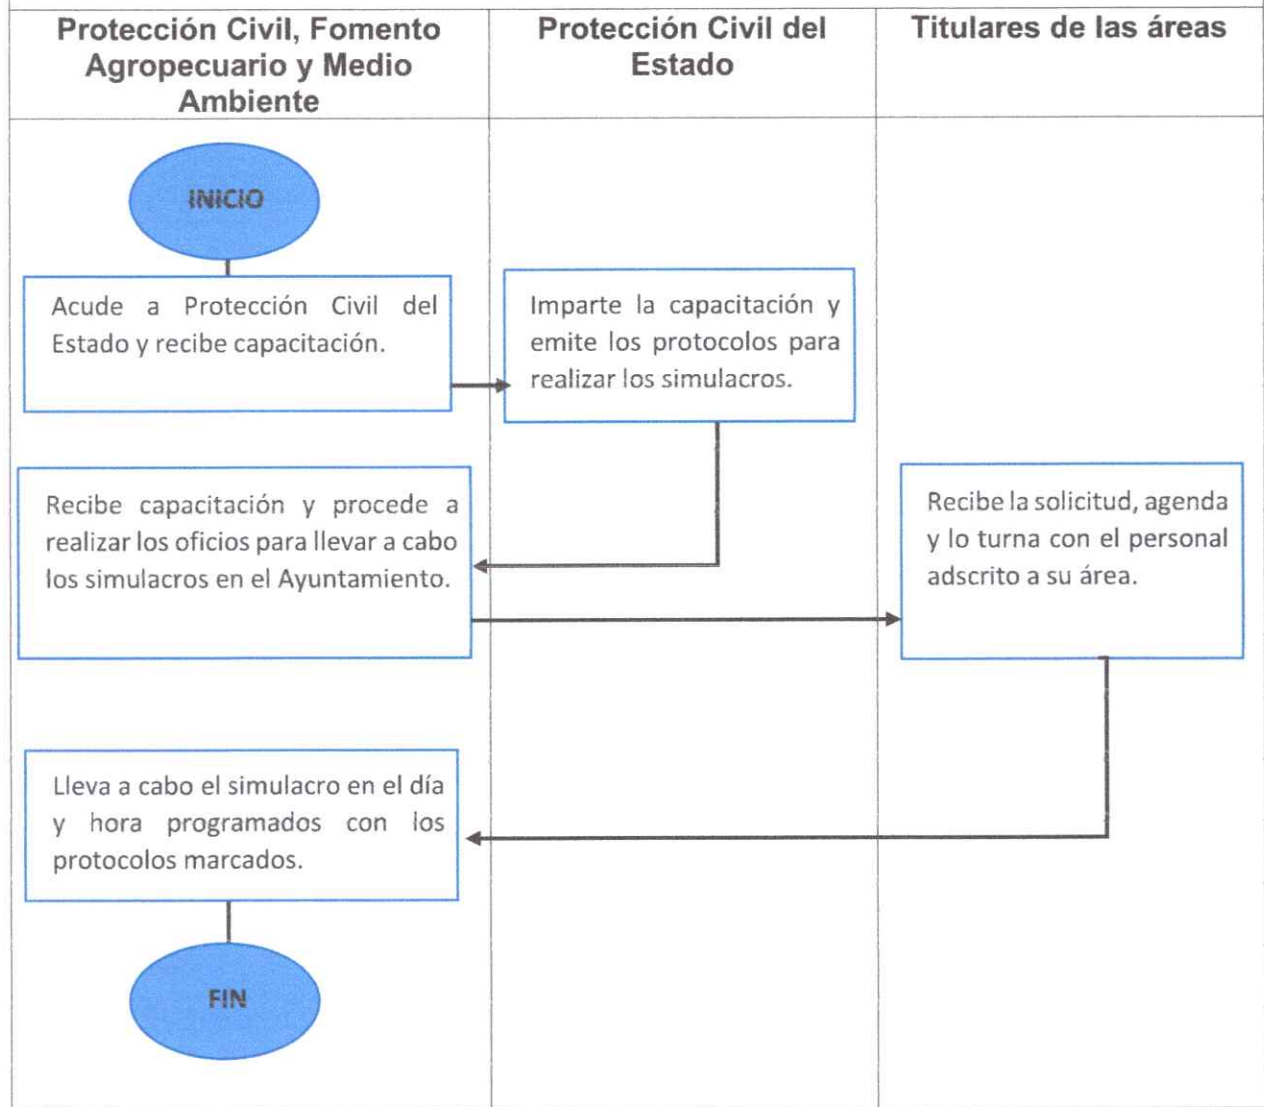 Protección Civil, Fomento
Agropecuario y Medio
Ambiente
Protección Civil del
Estado
Titulares de las áreas
INICIO
Acude a Protección Civil del
Estado y recibe capacitación.
Imparte la capacitación y
emite los protocolos para
realizar los simulacros.
Recibe capacitación y procede a
realizar los oficios para llevar a cabo
los simulacros en el Ayuntamiento.
Recibe la solicitud, agenda
y lo turna con el personal
adscrito a su área.
Lleva a cabo el simulacro en el día
y hora programados con los
protocolos marcados.
FIN